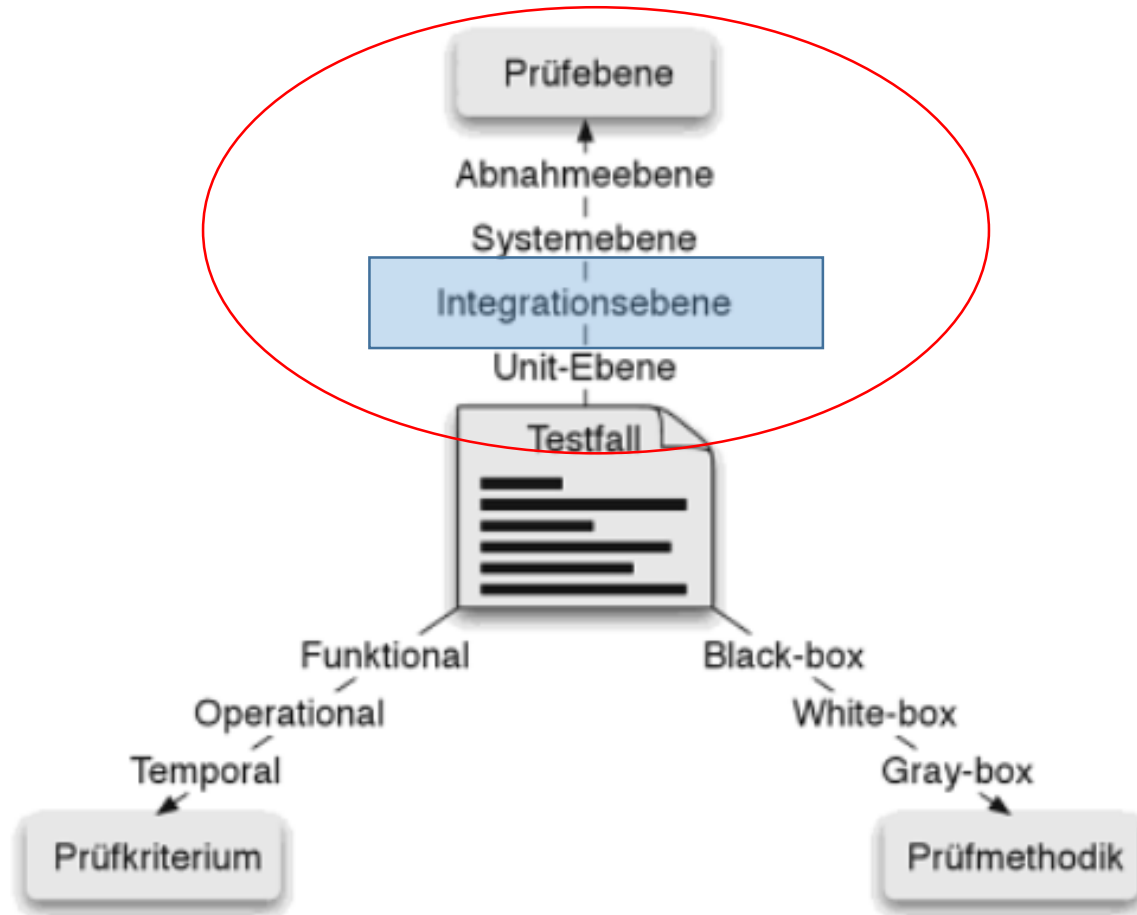 Prüfebene
Abnahmeebene
Systemebene
Integrationsebene
Unit-Ebene
Testfall
Funktional
Black-box
Operational
White-box
Temporal
Gray-box
Prüfkriterium
Prüfmethodik